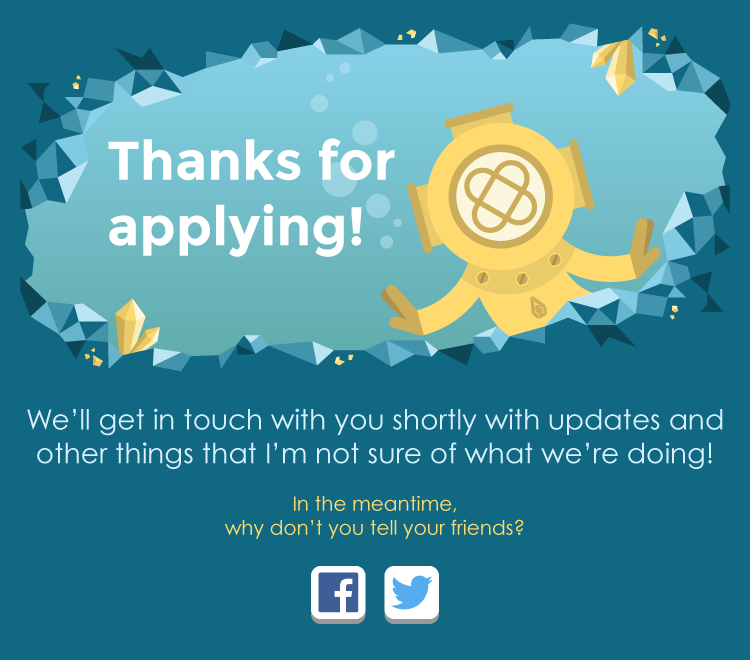 Thanks for
applying!
We’ll get in touch with you shortly with updates and
other things that I’m not sure of what we’re doing!
In the meantime,
why don’t you tell your friends?